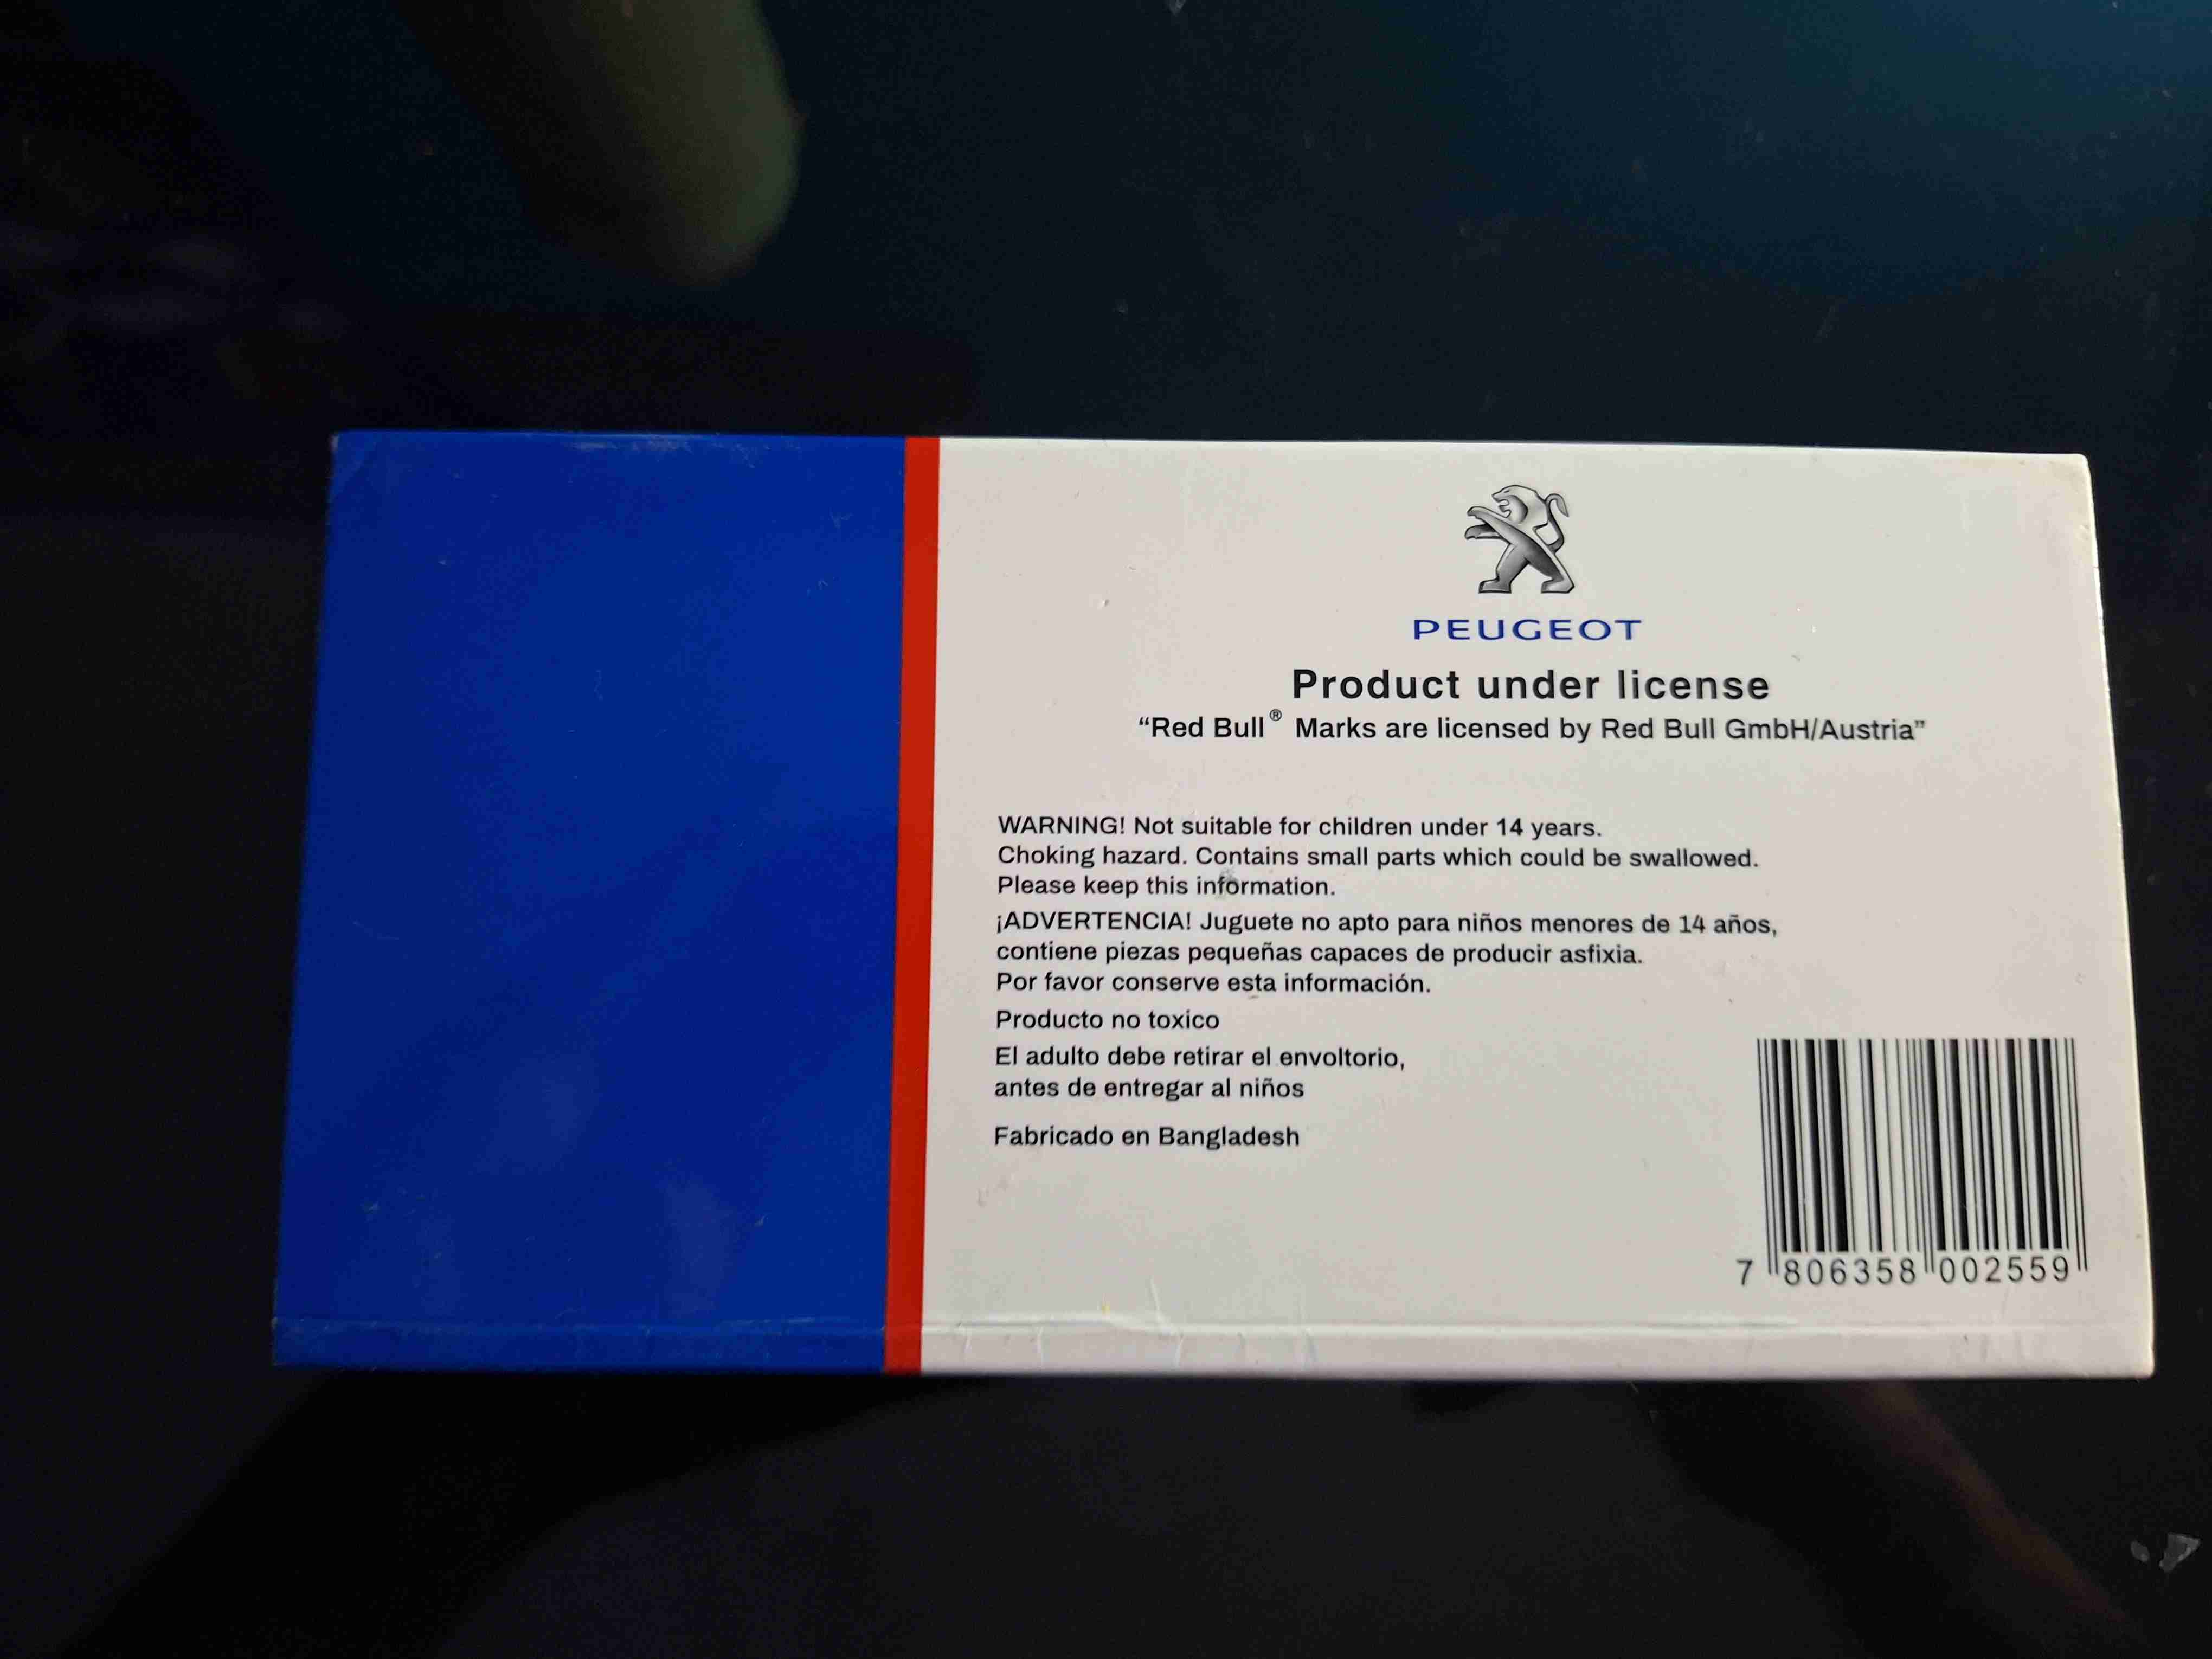 PEUGEOT
Product under license
“Red Bull® Marks are licensed by Red Bull GmbH/Austria”
WARNING! Not suitable for children under 14 years.
Choking hazard. Contains small parts which could be swallowed.
Please keep this information.
¡ADVERTENCIA! Juguete no apto para niños menores de 14 años,
contiene piezas pequeñas capaces de producir asfixia.
Por favor conserve esta información.
Producto no toxico
El adulto debe retirar el envoltorio,
antes de entregar al niños
Fabricado en Bangladesh
7 806358 002559